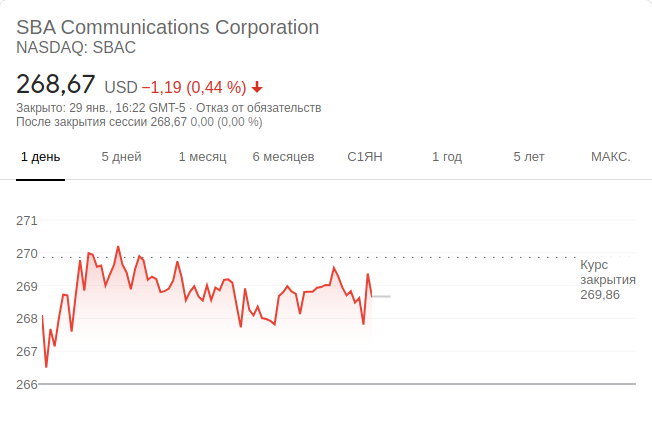 SBA Communications Corporation
NASDAQ: SBAC
268,67 USD −1,19 (0,44 %)
Закрыто: 29 янв., 16:22 GMT-5 · Отказ от обязательств
После закрытия сессии 268,67 0,00 (0,00 %)
1 день 5 дней 1 месяц 6 месяцев С1ЯН 1 год 5 лет МАКС.
271
270
Курс
закрытия
269
269,86
268
267
266